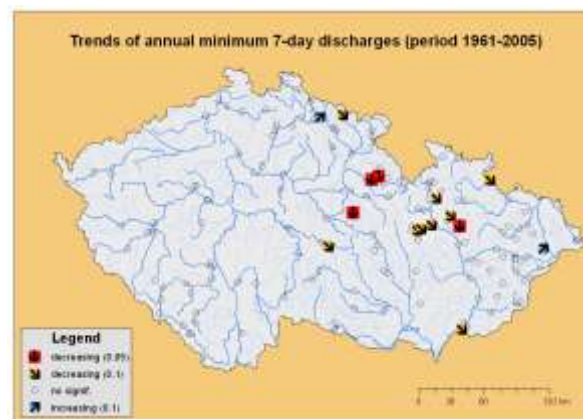 Trends of annual minimum 7-day discharges (period 1961-2005)
Legend
decreasing (0.05)
decreasing (0.1)
no signif.
increasing (0.1)
0